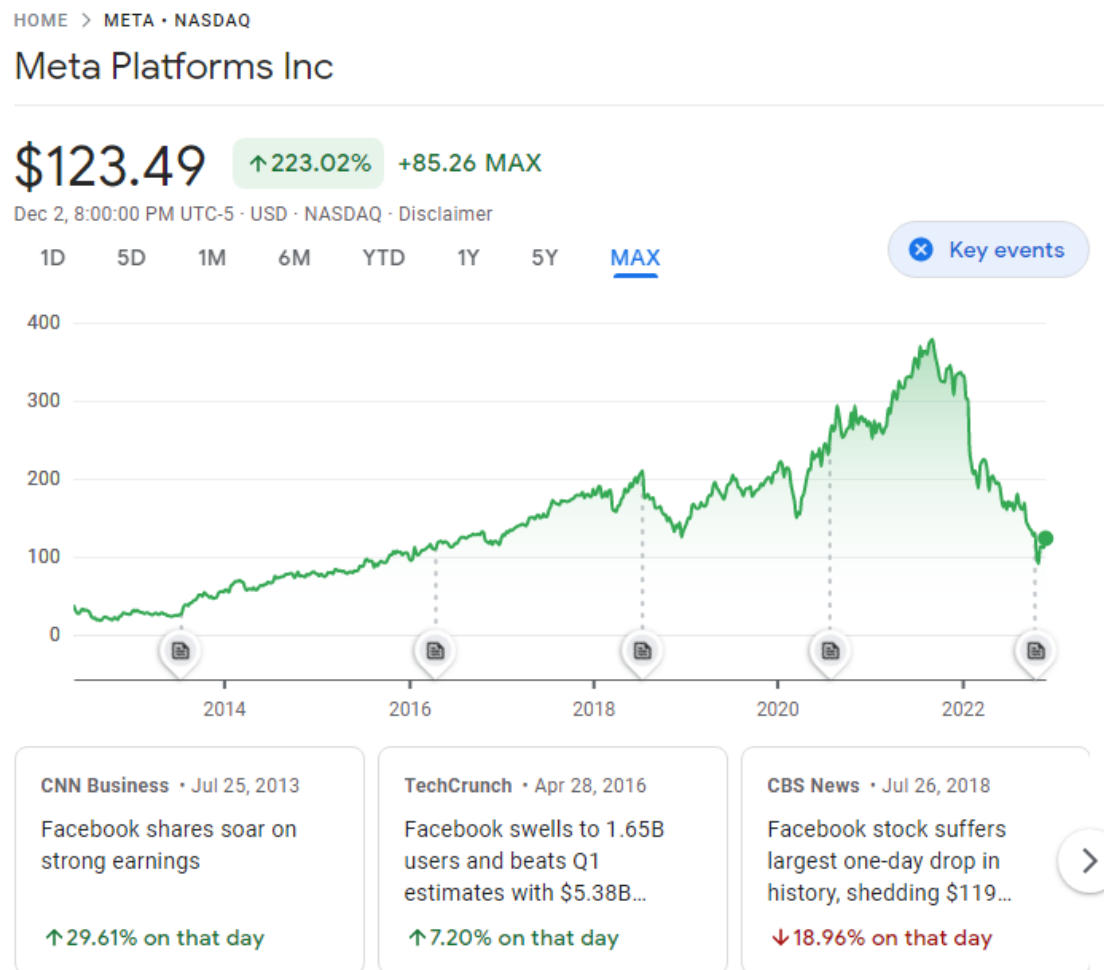 HOME > META • NASDAQ
Meta Platforms Inc
$123.49 ↑223.02% +85.26 MAX
Dec 2, 8:00:00 PM UTC-5 · USD · NASDAQ · Disclaimer
1D 5D 1M 6M YTD 1Y 5Y MAX
Key events
400
300
200
100
0
2014 2016 2018 2020 2022
CNN Business • Jul 25, 2013
Facebook shares soar on
strong earnings
↑29.61% on that day
TechCrunch • Apr 28, 2016
Facebook swells to 1.65B
users and beats Q1
estimates with $5.38B...
↑7.20% on that day
CBS News • Jul 26, 2018
Facebook stock suffers
largest one-day drop in
history, shedding $119...
↓18.96% on that day